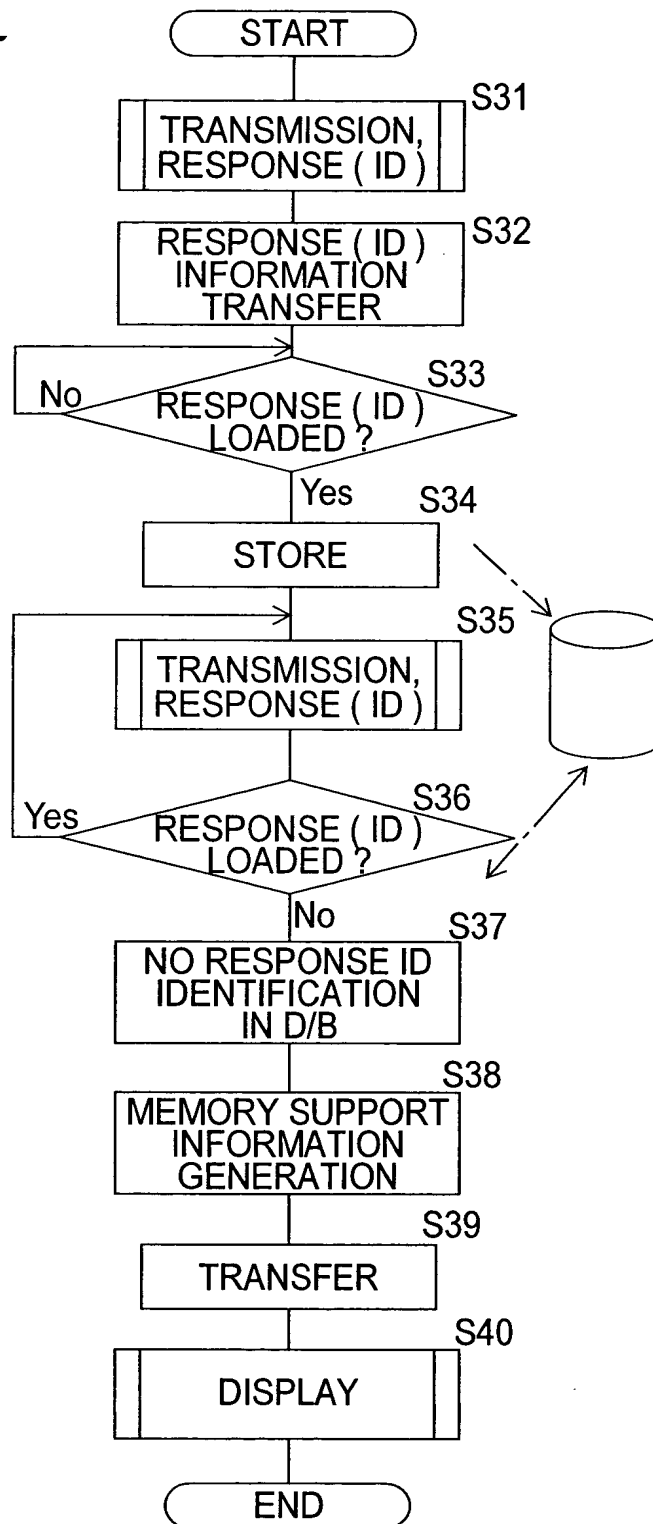 START
S31
TRANSMISSION,
RESPONSE ( ID )
S32
RESPONSE ( ID )
INFORMATION
TRANSFER
S33
No
RESPONSE ( ID )
LOADED ?
Yes
S34
STORE
S35
TRANSMISSION,
RESPONSE ( ID )
S36
Yes
RESPONSE ( ID )
LOADED ?
No
S37
NO RESPONSE ID
IDENTIFICATION
IN D/B
S38
MEMORY SUPPORT
INFORMATION
GENERATION
S39
TRANSFER
S40
DISPLAY
END